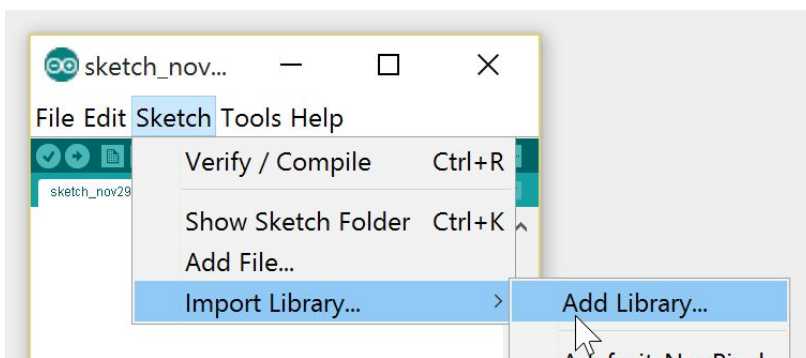 sketch_nov...
File Edit Sketch Tools Help
sketch_nov29
Verify / Compile Ctrl+R
Show Sketch Folder Ctrl+K
Add File...
Import Library... >
Add Library...